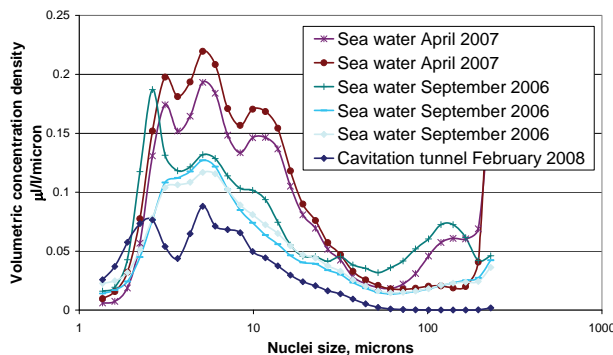 0.25
0.2
0.15
0.1
0.05
0
1
10
100
1000
Volumetric concentration density
µl/l/micron
Nuclei size, microns
Sea water April 2007
Sea water April 2007
Sea water September 2006
Sea water September 2006
Sea water September 2006
Cavitation tunnel February 2008